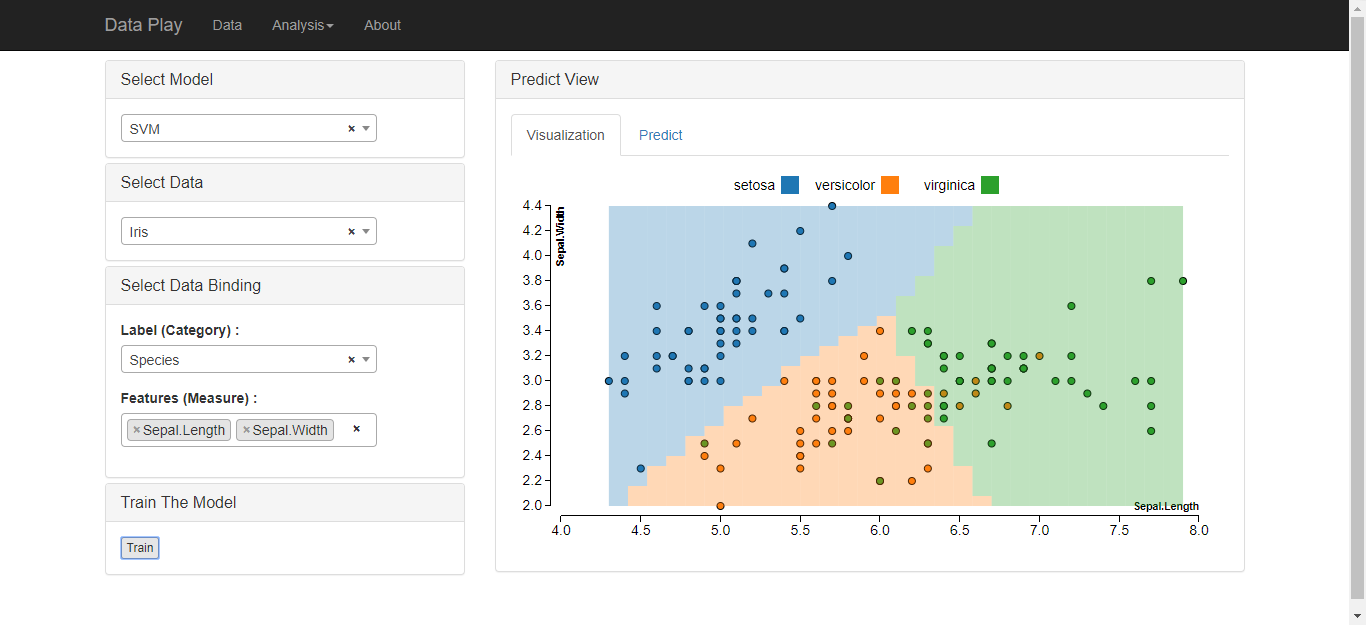 Data Play Data Analysis About
Select Model
SVM ×
Select Data
Iris ×
Select Data Binding
Label (Category) :
Species ×
Features (Measure) :
×Sepal.Length ×Sepal.Width ×
Train The Model
Train
Predict View
Visualization Predict
setosa versicolor virginica
4.4
4.2
4.0
3.8
3.6
3.4
3.2
3.0
2.8
2.6
2.4
2.2
2.0
Sepal.Width
Sepal.Length
4.0 4.5 5.0 5.5 6.0 6.5 7.0 7.5 8.0